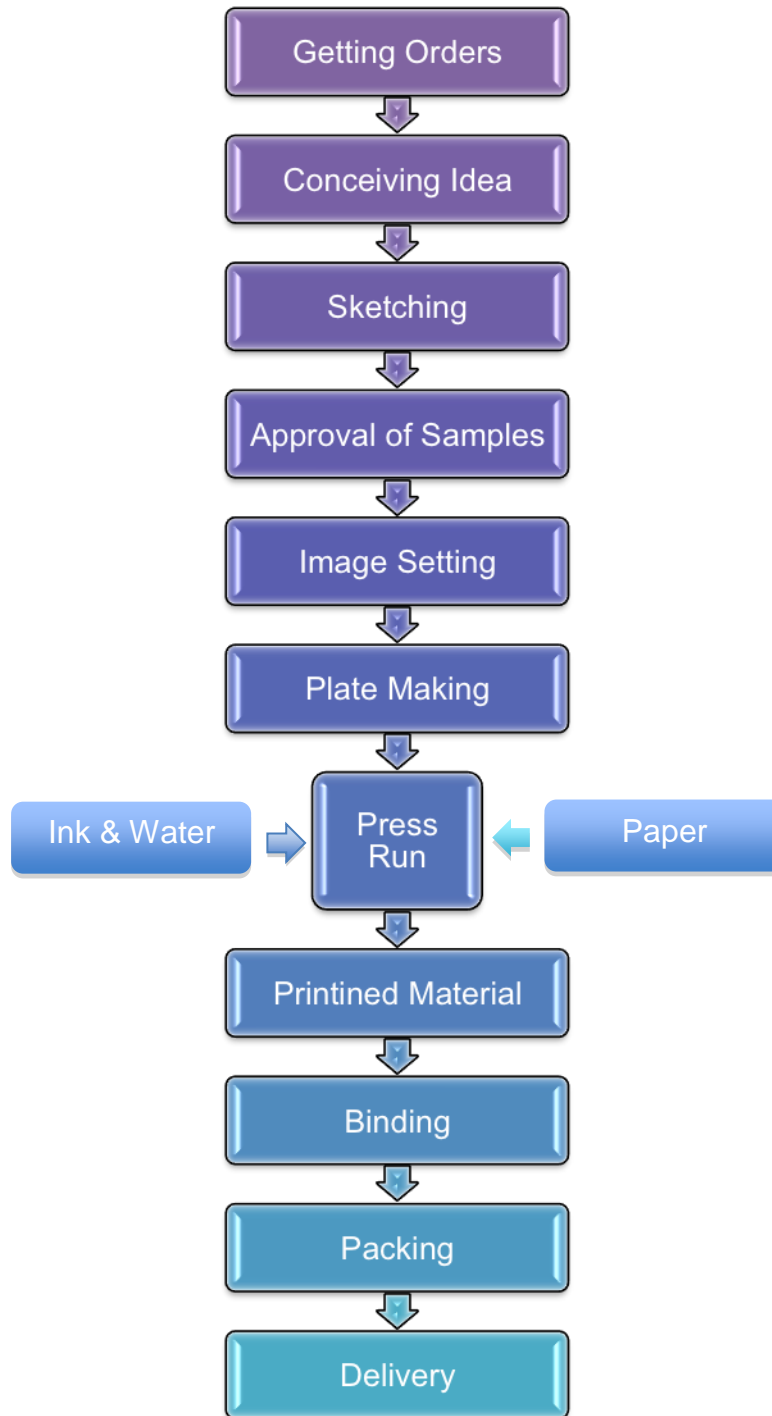 Getting Orders
Conceiving Idea
Sketching
Approval of Samples
Image Setting
Plate Making
Ink & Water
Press
Run
Paper
Printined Material
Binding
Packing
Delivery